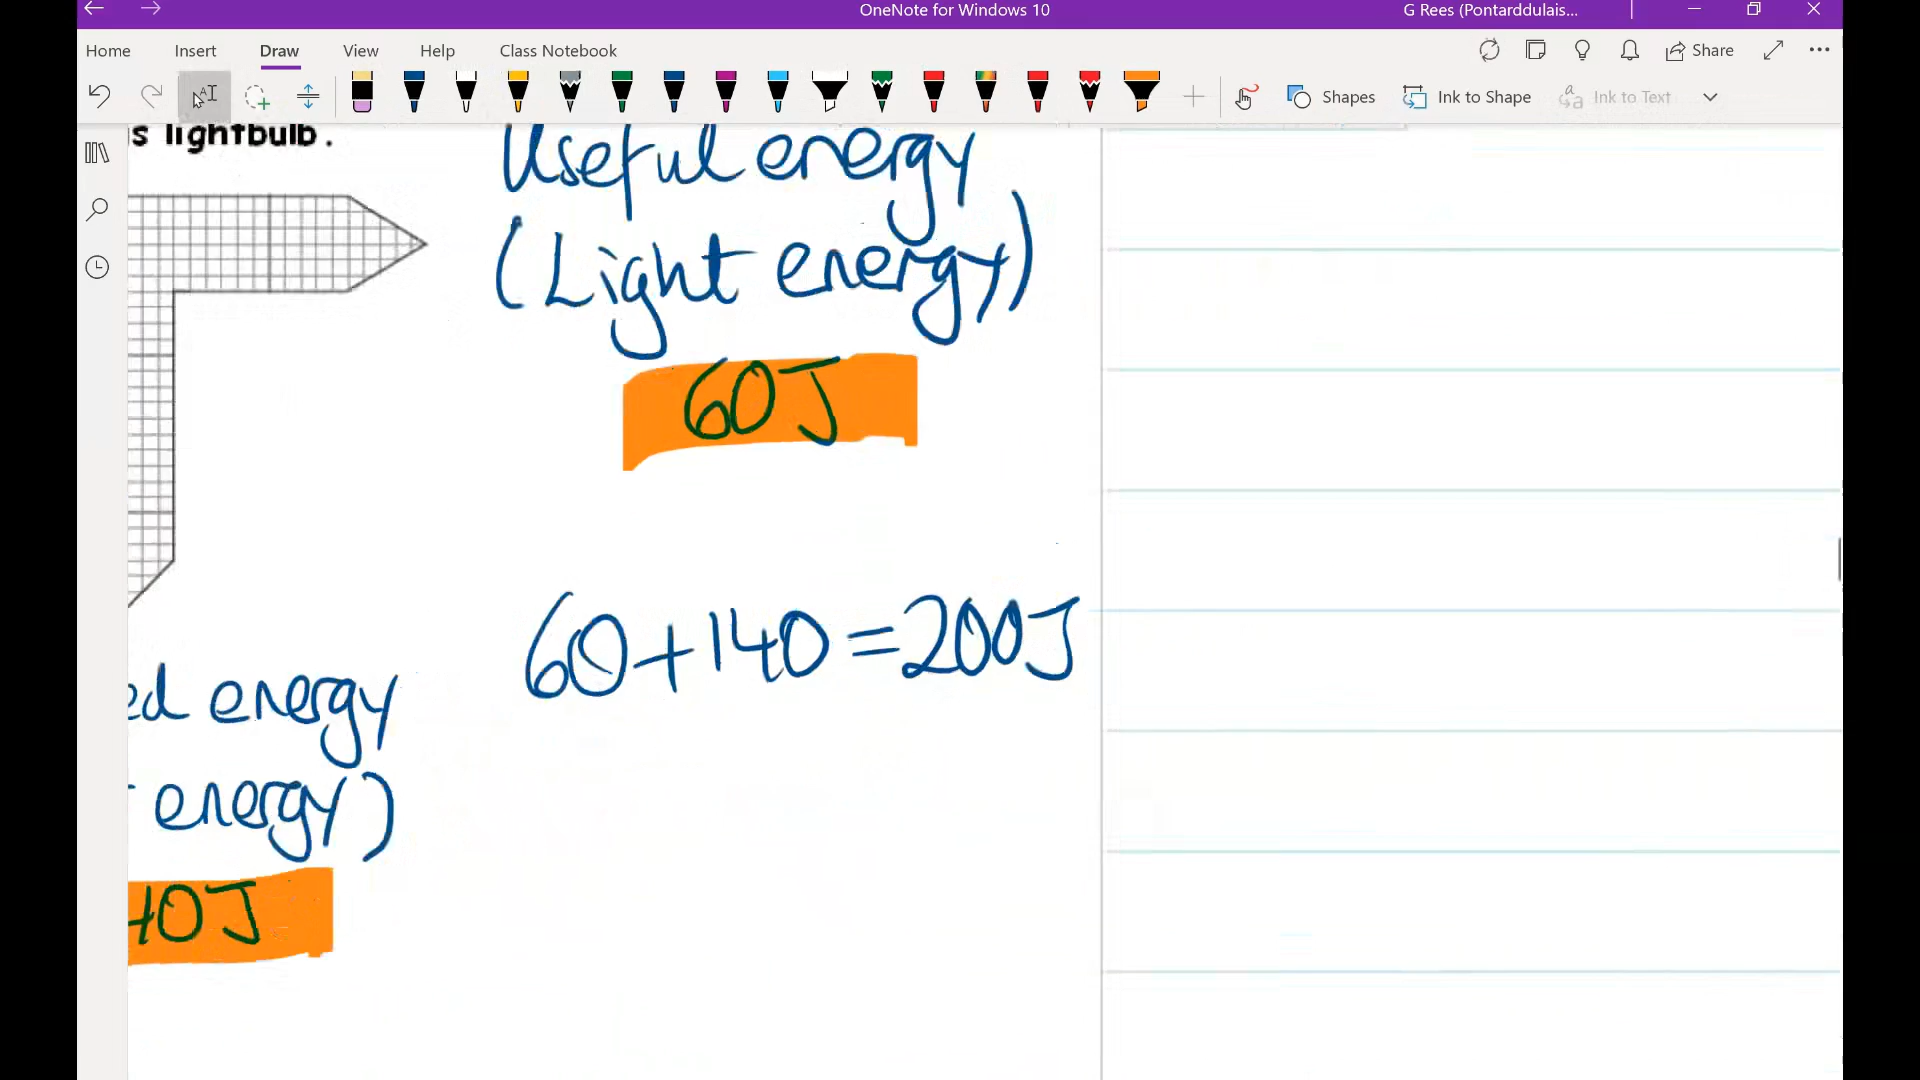 OneNote for Windows 10
G Rees (Pontarddulais...
Home
Insert
Draw
View
Help
Class Notebook
Share
Shapes
Ink to Shape
Ink to Text
s lightbulb.
Useful energy
(Light energy)
60J
60+140=200J
ed energy
energy)
40J